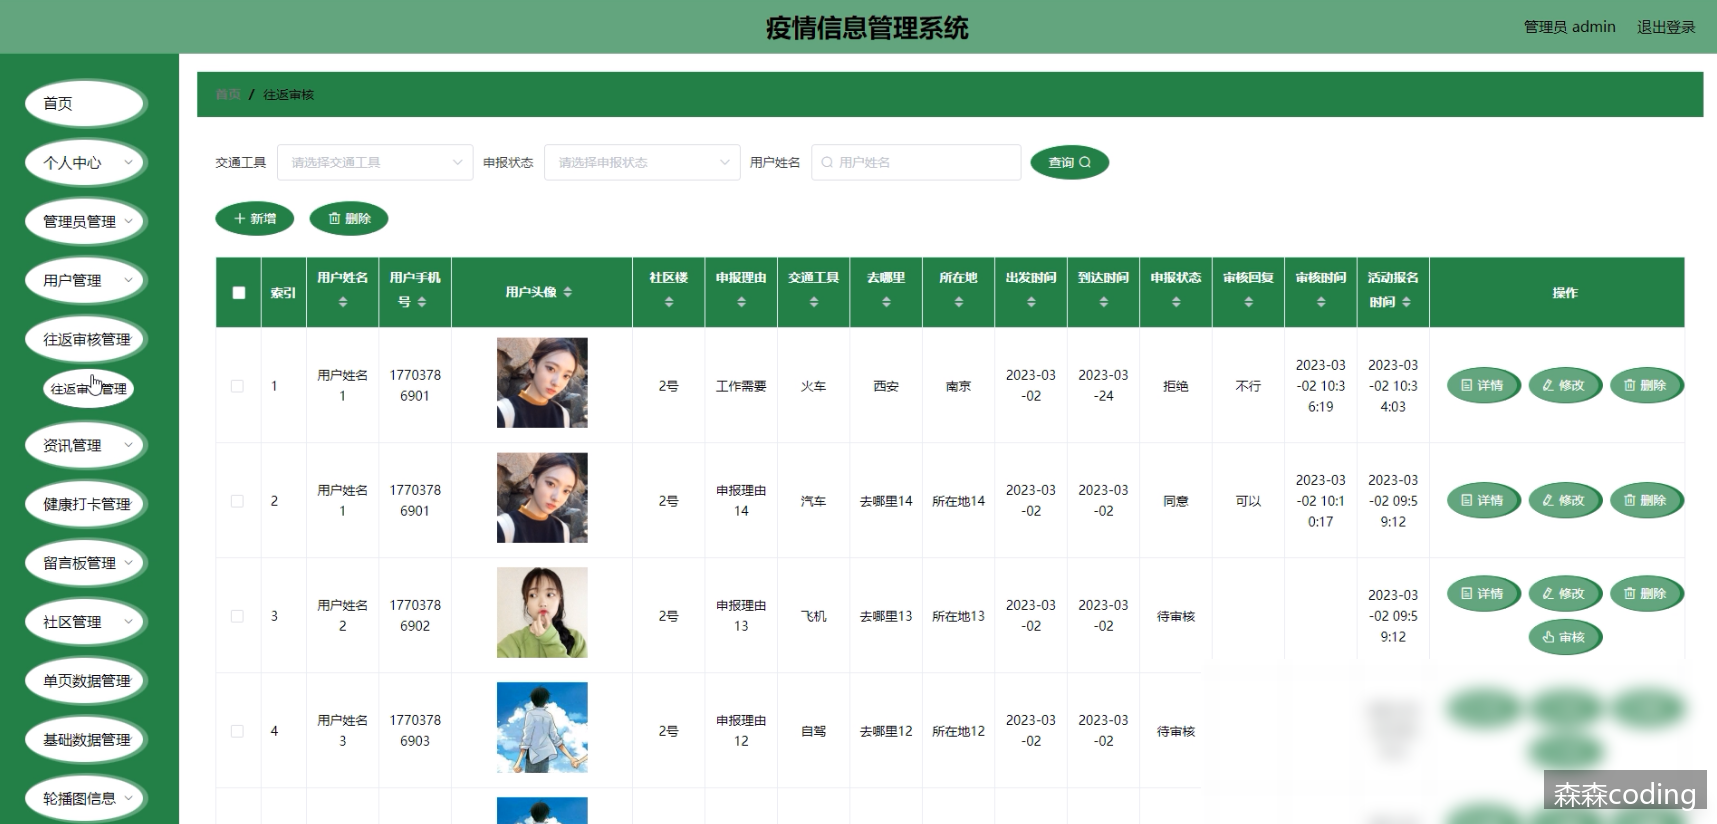 疫情信息管理系统
管理员 admin
退出登录
首页
个人中心
管理员管理
用户管理
往返审核管理
往返审 管理
资讯管理
健康打卡管理
留言板管理
社区管理
单页数据管理
基础数据管理
轮播图信息
首页 / 往返审核
交通工具 请选择交通工具 申报状态 请选择申报状态 用户姓名 用户姓名 查询
新增 删除
索引 用户姓名 用户手机号 用户头像 社区楼 申报理由 交通工具 去哪里 所在地 出发时间 到达时间 申报状态 审核回复 审核时间 活动报名时间 操作
1 用户姓名1 17703786901 2号 工作需要 火车 西安 南京 2023-03-02 2023-03-24 拒绝 不行 2023-03-02 10:36:19 2023-03-02 10:34:03 详情 修改 删除
2 用户姓名1 17703786901 2号 申报理由14 汽车 去哪里14 所在地14 2023-03-02 2023-03-02 同意 可以 2023-03-02 10:10:17 2023-03-02 09:59:12 详情 修改 删除
3 用户姓名2 17703786902 2号 申报理由13 飞机 去哪里13 所在地13 2023-03-02 2023-03-02 待审核 2023-03-02 09:59:12 详情 修改 删除 审核
4 用户姓名3 17703786903 2号 申报理由12 自驾 去哪里12 所在地12 2023-03-02 2023-03-02 待审核
森森coding